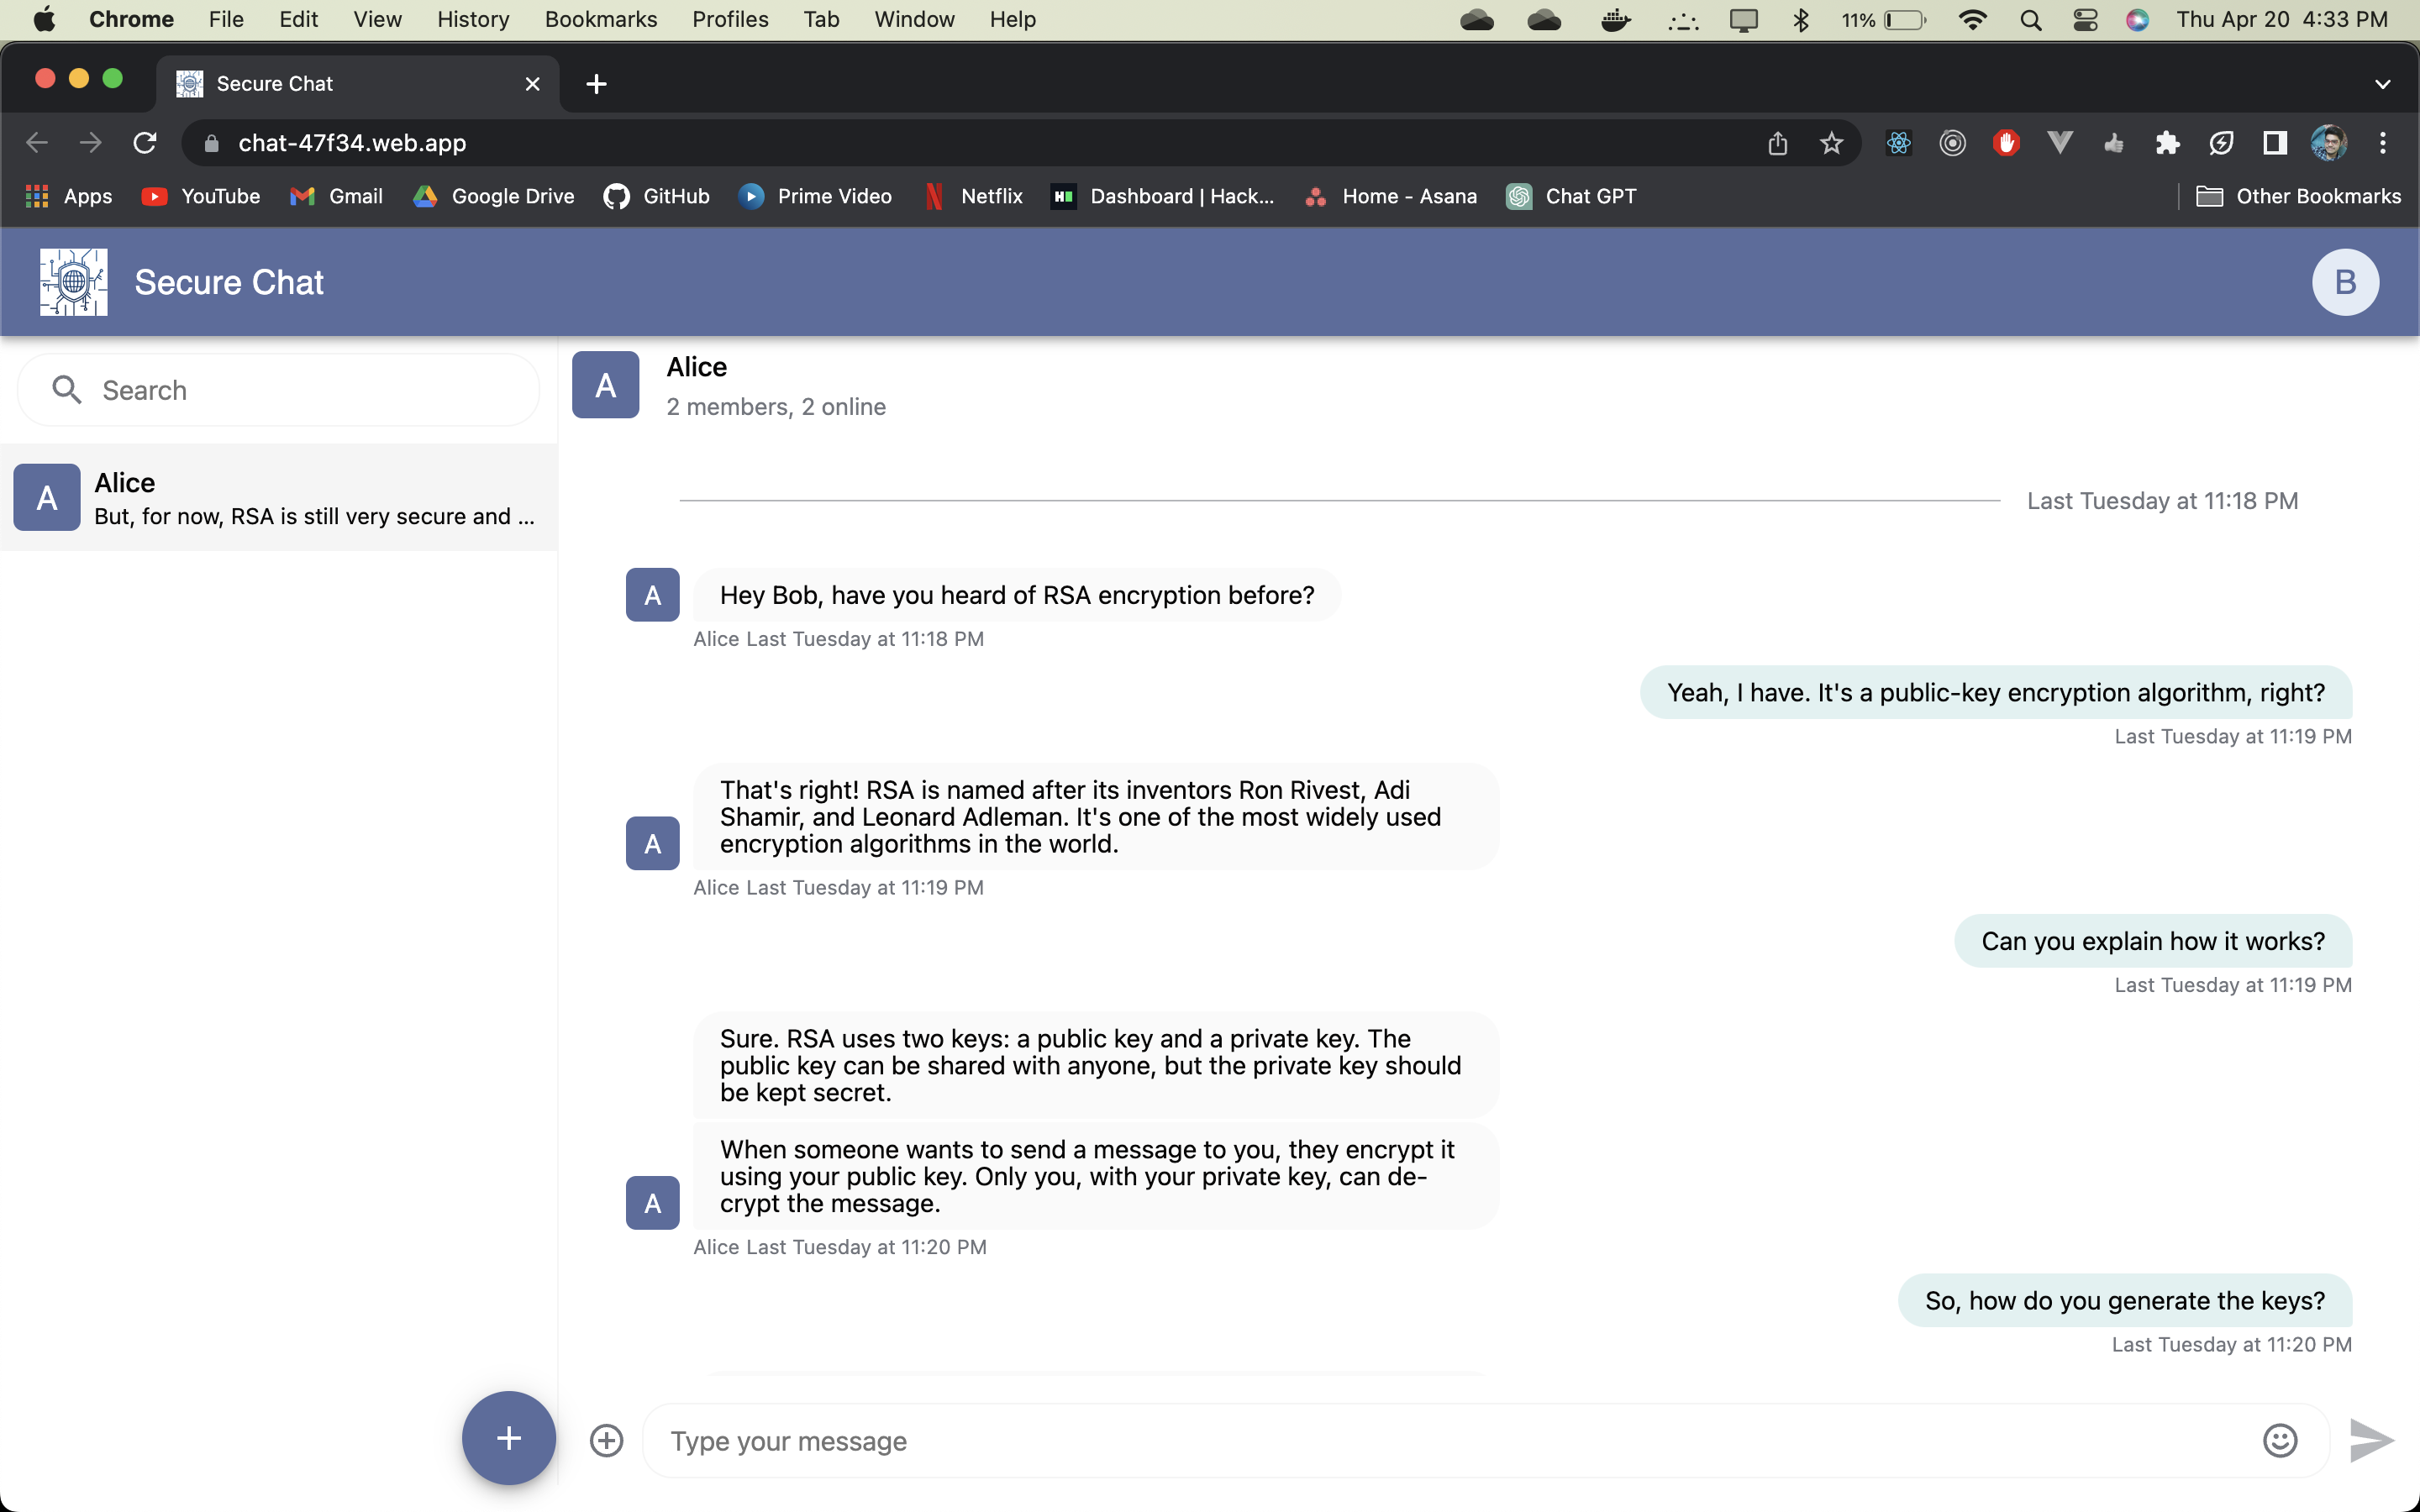 Chrome File Edit View History Bookmarks Profiles Tab Window Help 11% Thu Apr 20 4:33 PM
Secure Chat
chat-47f34.web.app
Apps YouTube Gmail Google Drive GitHub Prime Video Netflix Dashboard | Hack... Home - Asana Chat GPT Other Bookmarks
Secure Chat B
Search
A Alice
But, for now, RSA is still very secure and ...
A Alice
2 members, 2 online
Last Tuesday at 11:18 PM
A Hey Bob, have you heard of RSA encryption before?
Alice Last Tuesday at 11:18 PM
Yeah, I have. It's a public-key encryption algorithm, right?
Last Tuesday at 11:19 PM
That's right! RSA is named after its inventors Ron Rivest, Adi
Shamir, and Leonard Adleman. It's one of the most widely used
A encryption algorithms in the world.
Alice Last Tuesday at 11:19 PM
Can you explain how it works?
Last Tuesday at 11:19 PM
Sure. RSA uses two keys: a public key and a private key. The
public key can be shared with anyone, but the private key should
be kept secret.
When someone wants to send a message to you, they encrypt it
using your public key. Only you, with your private key, can de-
A crypt the message.
Alice Last Tuesday at 11:20 PM
So, how do you generate the keys?
Last Tuesday at 11:20 PM
Type your message